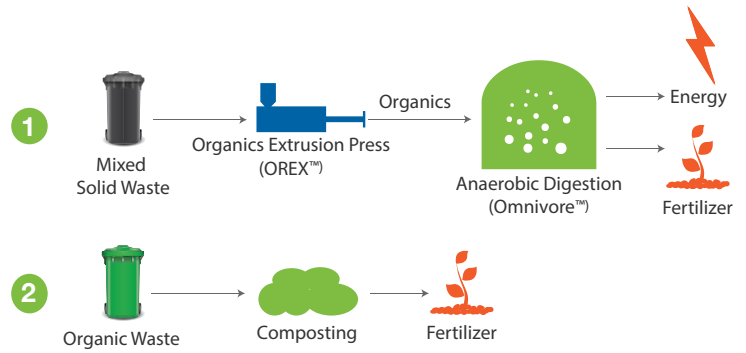 1
Mixed
Solid Waste
Organics Extrusion Press
(OREX™)
Organics
Anaerobic Digestion
(Omnivore™)
Energy
Fertilizer
2
Organic Waste
Composting
Fertilizer